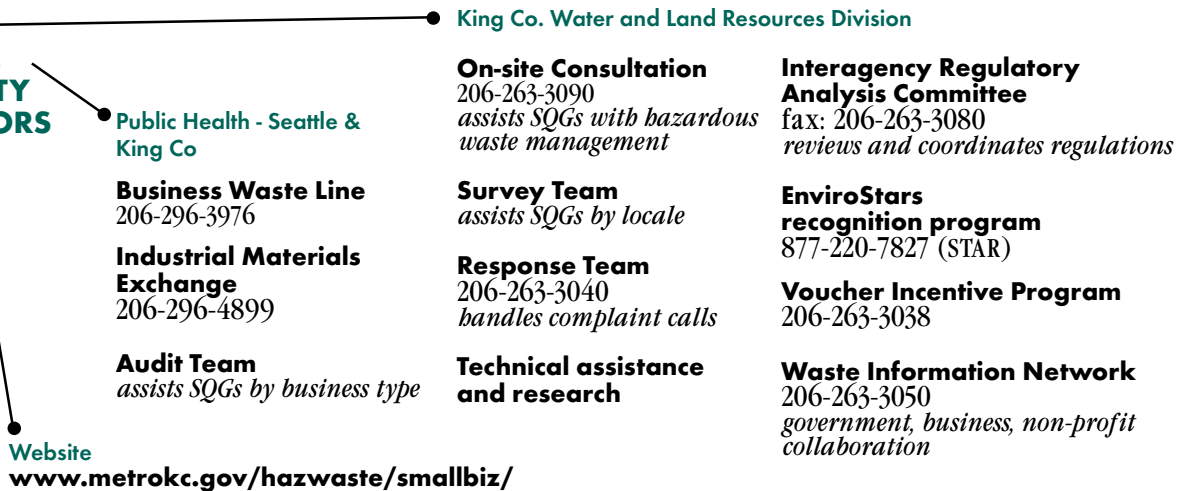 King Co. Water and Land Resources Division
TY
ORS
Public Health - Seattle &
King Co
Business Waste Line
206-296-3976
Industrial Materials
Exchange
206-296-4899
Audit Team
assists SQGs by business type
On-site Consultation
206-263-3090
assists SQGs with hazardous
waste management
Survey Team
assists SQGs by locale
Response Team
206-263-3040
handles complaint calls
Technical assistance
and research
Interagency Regulatory
Analysis Committee
fax: 206-263-3080
reviews and coordinates regulations
EnviroStars
recognition program
877-220-7827 (STAR)
Voucher Incentive Program
206-263-3038
Waste Information Network
206-263-3050
government, business, non-profit
collaboration
Website
www.metrokc.gov/hazwaste/smallbiz/